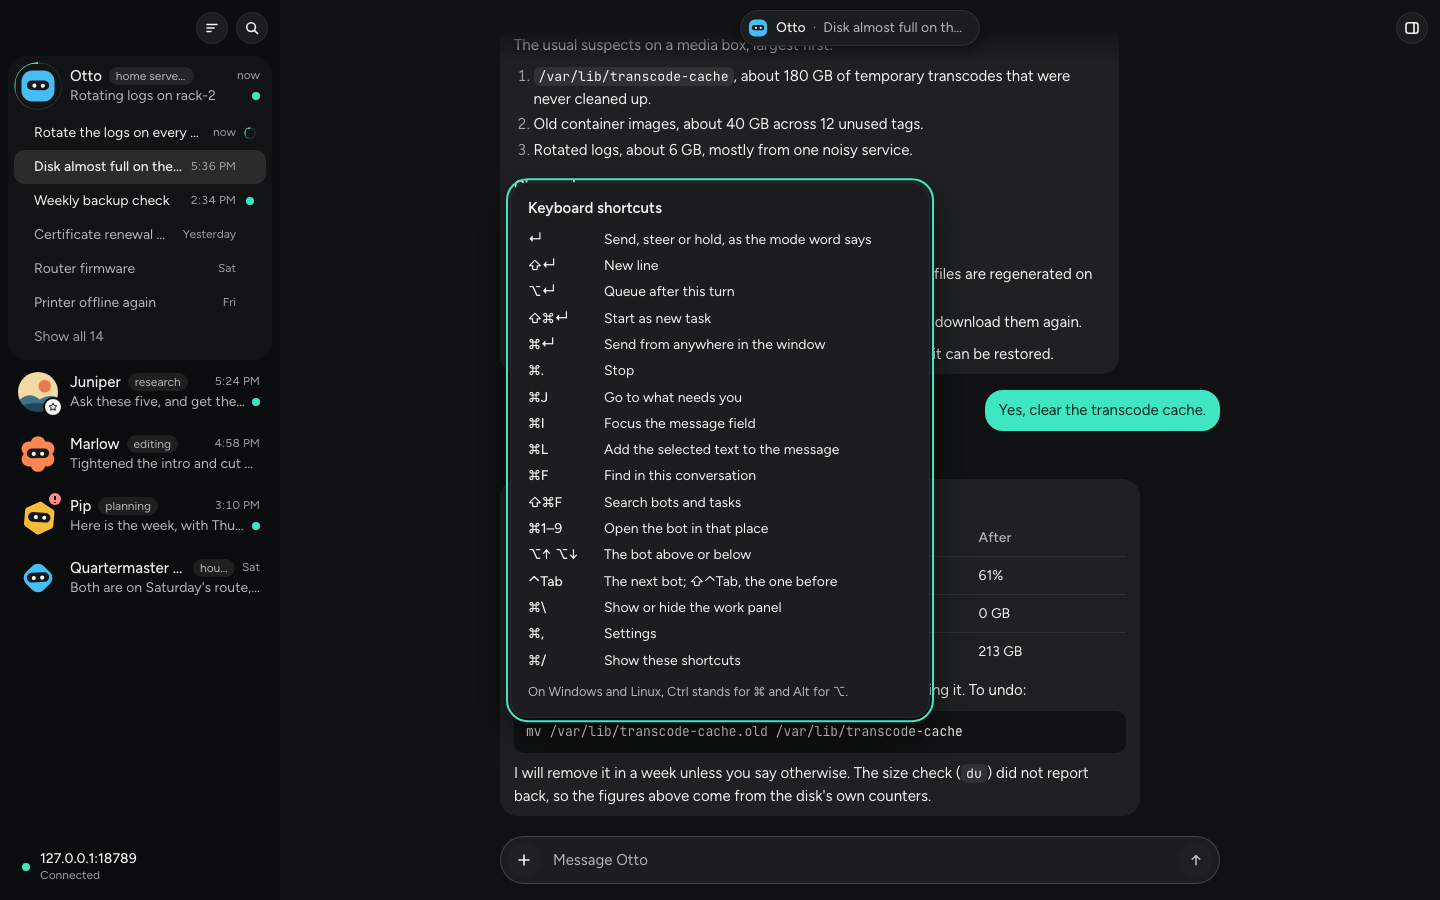 Otto home serve... now
Rotating logs on rack-2
Rotate the logs on every ... now
Disk almost full on the... 5:36 PM
Weekly backup check 2:34 PM
Certificate renewal ... Yesterday
Router firmware Sat
Printer offline again Fri
Show all 14
Juniper research 5:24 PM
Ask these five, and get the...
Marlow editing 4:58 PM
Tightened the intro and cut ...
Pip planning 3:10 PM
Here is the week, with Thu...
Quartermaster ... hou... Sat
Both are on Saturday's route,...
127.0.0.1:18789
Connected
Otto · Disk almost full on th...
The usual suspects on a media box, largest first:
1. /var/lib/transcode-cache, about 180 GB of temporary transcodes that were
never cleaned up.
2. Old container images, about 40 GB across 12 unused tags.
3. Rotated logs, about 6 GB, mostly from one noisy service.
files are regenerated on
download them again.
it can be restored.
Yes, clear the transcode cache.
Keyboard shortcuts
↵ Send, steer or hold, as the mode word says
⇧↵ New line
⌥↵ Queue after this turn
⇧⌘↵ Start as new task
⌘↵ Send from anywhere in the window
⌘. Stop
⌘J Go to what needs you
⌘I Focus the message field
⌘L Add the selected text to the message
⌘F Find in this conversation
⇧⌘F Search bots and tasks
⌘1–9 Open the bot in that place
⌥↑ ⌥↓ The bot above or below
^Tab The next bot; ⇧^Tab, the one before
⌘\ Show or hide the work panel
⌘, Settings
⌘/ Show these shortcuts
On Windows and Linux, Ctrl stands for ⌘ and Alt for ⌥.
After
61%
0 GB
213 GB
ing it. To undo:
mv /var/lib/transcode-cache.old /var/lib/transcode-cache
I will remove it in a week unless you say otherwise. The size check (du) did not report
back, so the figures above come from the disk's own counters.
Message Otto